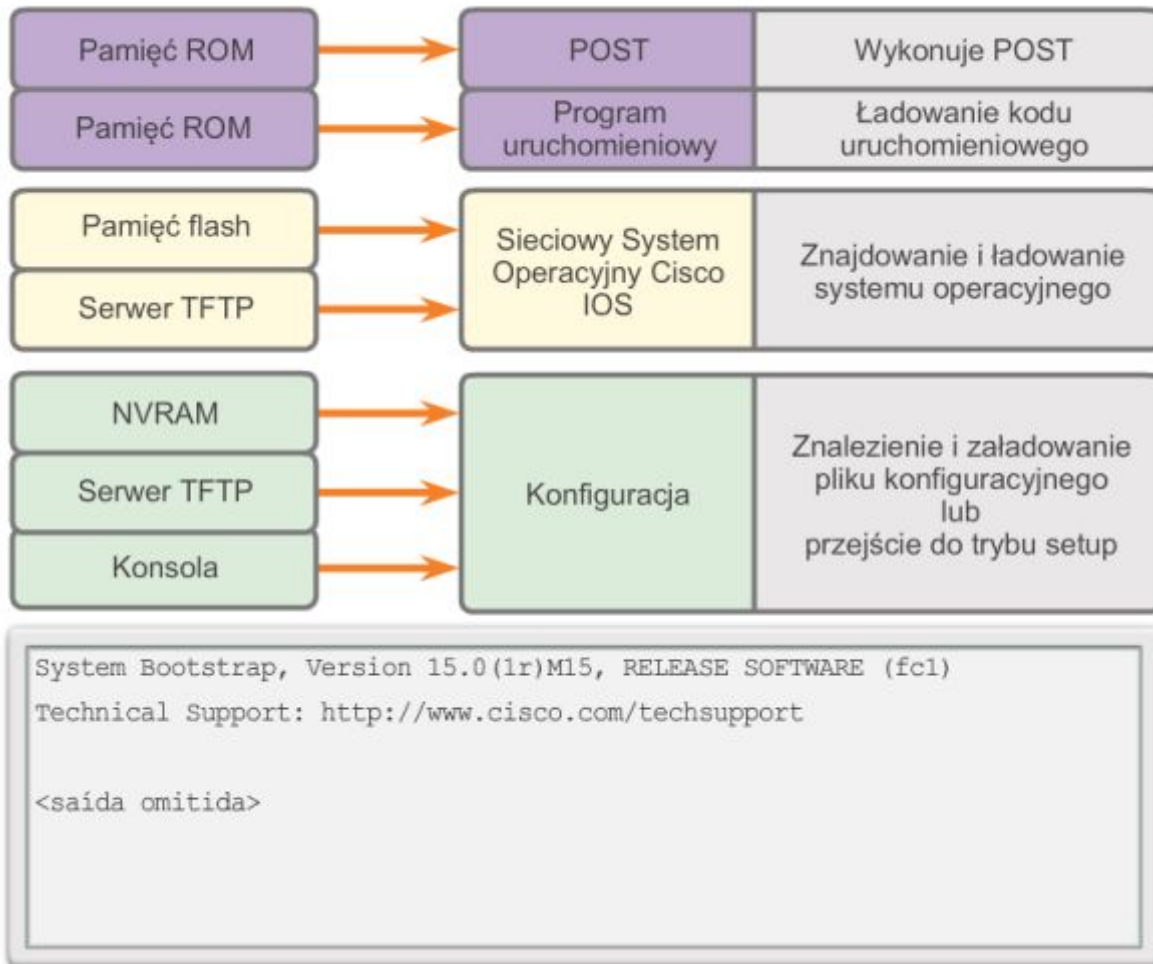 Pamięć ROM
POST
Wykonuje POST
Pamięć ROM
Program
uruchomieniowy
Ładowanie kodu
uruchomieniowego
Pamięć flash
Serwer TFTP
Sieciowy System
Operacyjny Cisco
IOS
Znajdowanie i ładowanie
systemu operacyjnego
NVRAM
Serwer TFTP
Konsola
Konfiguracja
Znalezienie i załadowanie
pliku konfiguracyjnego
lub
przejście do trybu setup
System Bootstrap, Version 15.0(1r)M15, RELEASE SOFTWARE (fc1)
Technical Support: http://www.cisco.com/techsupport
<saída omitida>